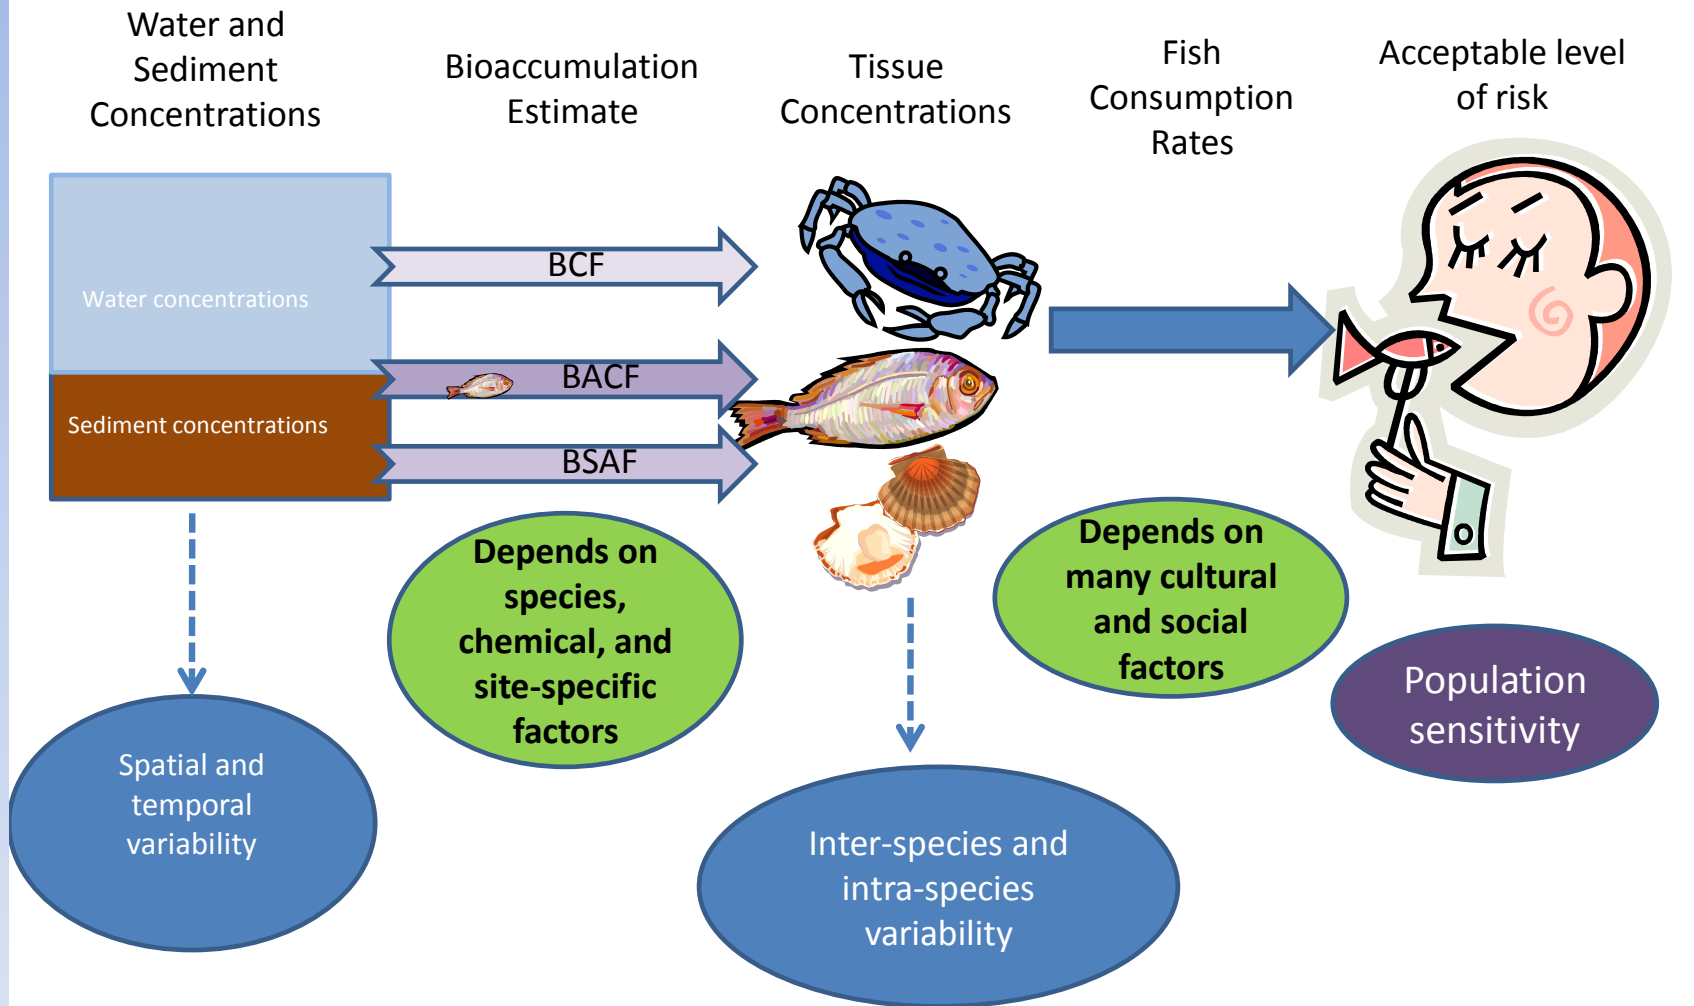 Water and
Sediment
Concentrations
Bioaccumulation
Estimate
Tissue
Concentrations
Fish
Consumption
Rates
Acceptable level
of risk
Water concentrations
Sediment concentrations
BCF
BACF
BSAF
Depends on
species,
chemical, and
site-specific
factors
Depends on
many cultural
and social
factors
Population
sensitivity
Spatial and
temporal
variability
Inter-species and
intra-species
variability